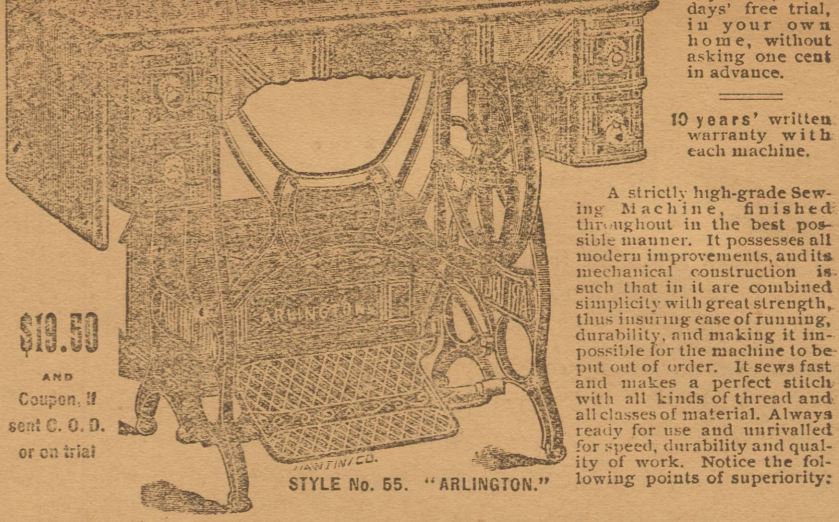 days' free trial,
in your own
home, without
asking one cent
in advance.
10 years' written
warranty with
each machine.
A strictly high-grade Sew-
ing Machine, finished
throughout in the best pos-
sible manner. It possesses all
modern improvements, and its
mechanical construction is
such that in it are combined
simplicity with great strength,
thus insuring ease of running,
durability, and making it im-
possible for the machine to be
put out of order. It sews fast
and makes a perfect stitch
with all kinds of thread and
all classes of material. Always
ready for use and unrivalled
for speed, durability and qual-
ity of work. Notice the fol-
lowing points of superiority:
ARLINGTON
$19.50
AND
Coupon, if
sent C. O. D.
or on trial
STYLE No. 55. "ARLINGTON."